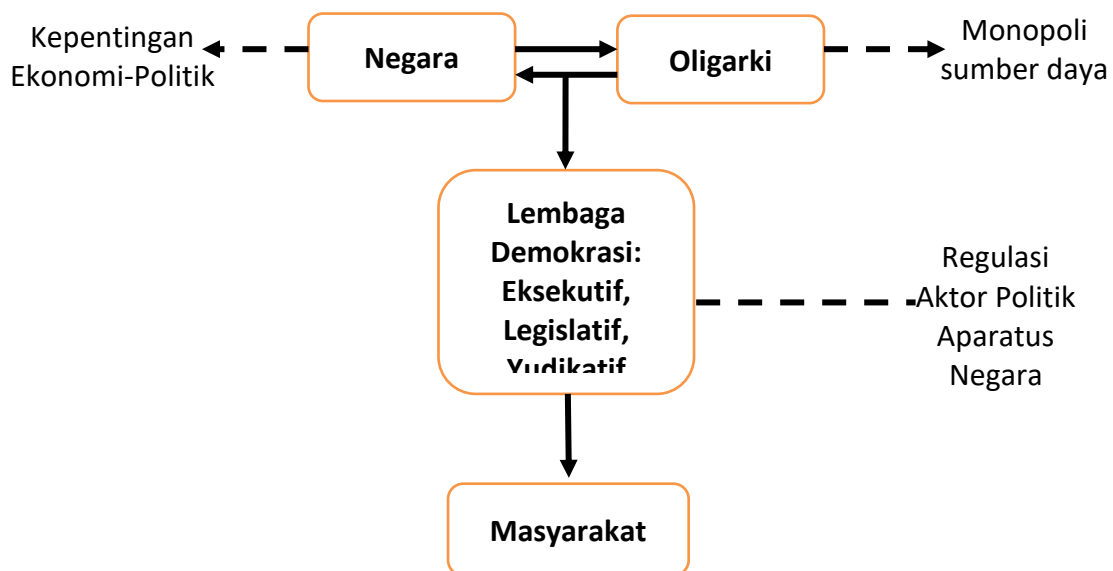 Kepentingan
Ekonomi-Politik
Negara
Oligarki
Monopoli
sumber daya
Lembaga
Demokrasi:
Eksekutif,
Legislatif,
Yudikatif
Regulasi
Aktor Politik
Aparatus
Negara
Masyarakat